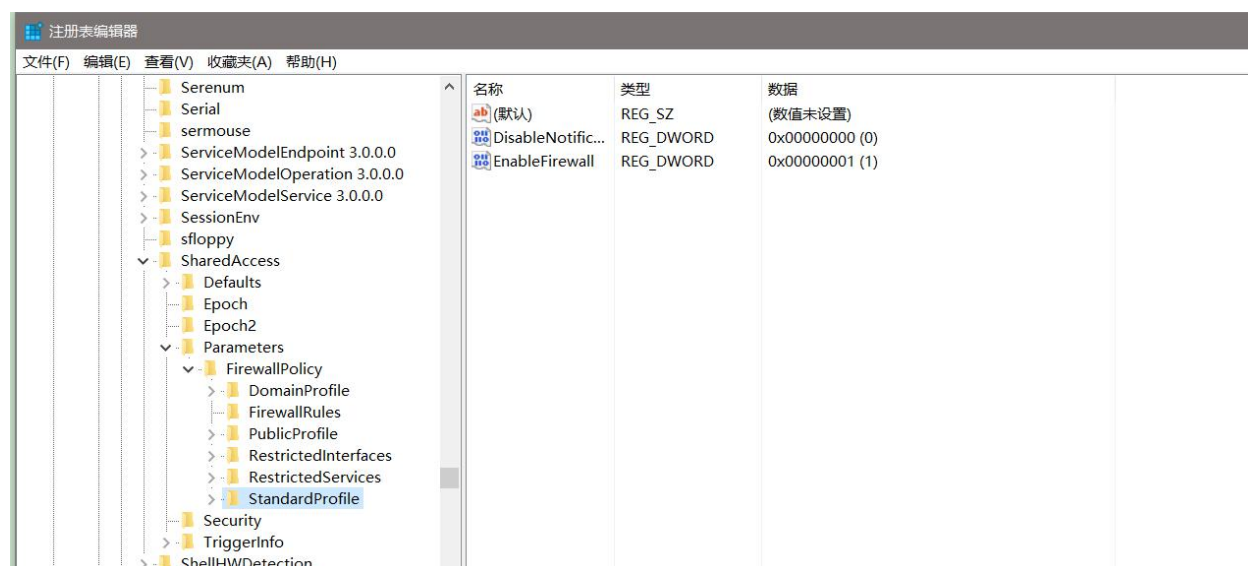 注册表编辑器
文件(F) 编辑(E) 查看(V) 收藏夹(A) 帮助(H)
Serenum
Serial
sermouse
ServiceModelEndpoint 3.0.0.0
ServiceModelOperation 3.0.0.0
ServiceModelService 3.0.0.0
SessionEnv
sfloppy
SharedAccess
Defaults
Epoch
Epoch2
Parameters
FirewallPolicy
DomainProfile
FirewallRules
PublicProfile
RestrictedInterfaces
RestrictedServices
StandardProfile
Security
TriggerInfo
ShellHWDetection
名称 类型 数据
(默认) REG_SZ (数值未设置)
DisableNotific... REG_DWORD 0x00000000 (0)
EnableFirewall REG_DWORD 0x00000001 (1)